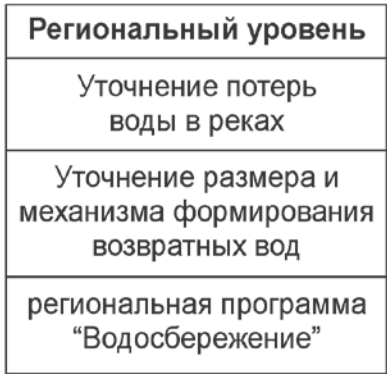 Региональный уровень
Уточнение потерь
воды в реках
Уточнение размера и
механизма формирования
возвратных вод
региональная программа
“Водосбережение”